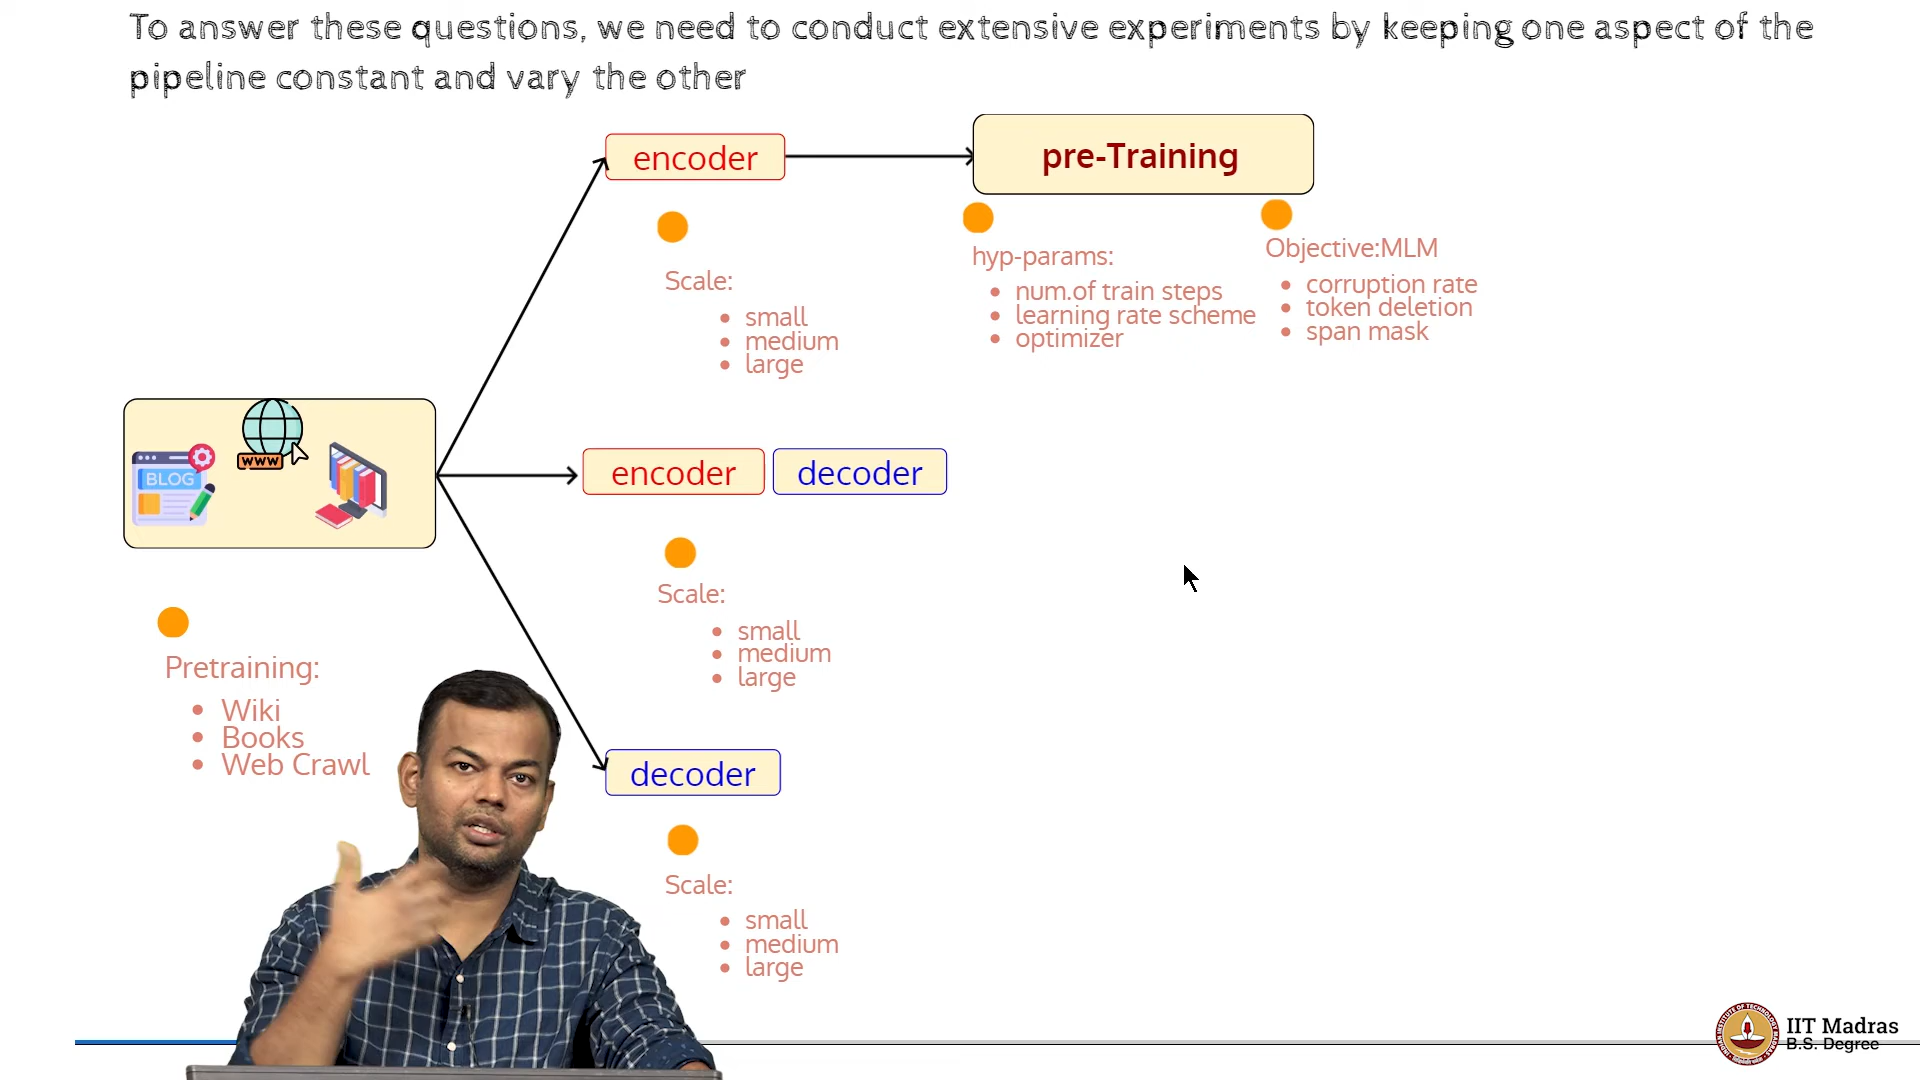 To answer these questions, we need to conduct extensive experiments by keeping one aspect of the
pipeline constant and vary the other
encoder
pre-Training
Scale:
small
medium
large
hyp-params:
num.of train steps
learning rate scheme
optimizer
Objective:MLM
corruption rate
token deletion
span mask
BLOG
WWW
encoder
decoder
Scale:
small
medium
large
Pretraining:
Wiki
Books
Web Crawl
decoder
Scale:
small
medium
large
IIT Madras
B.S. Degree